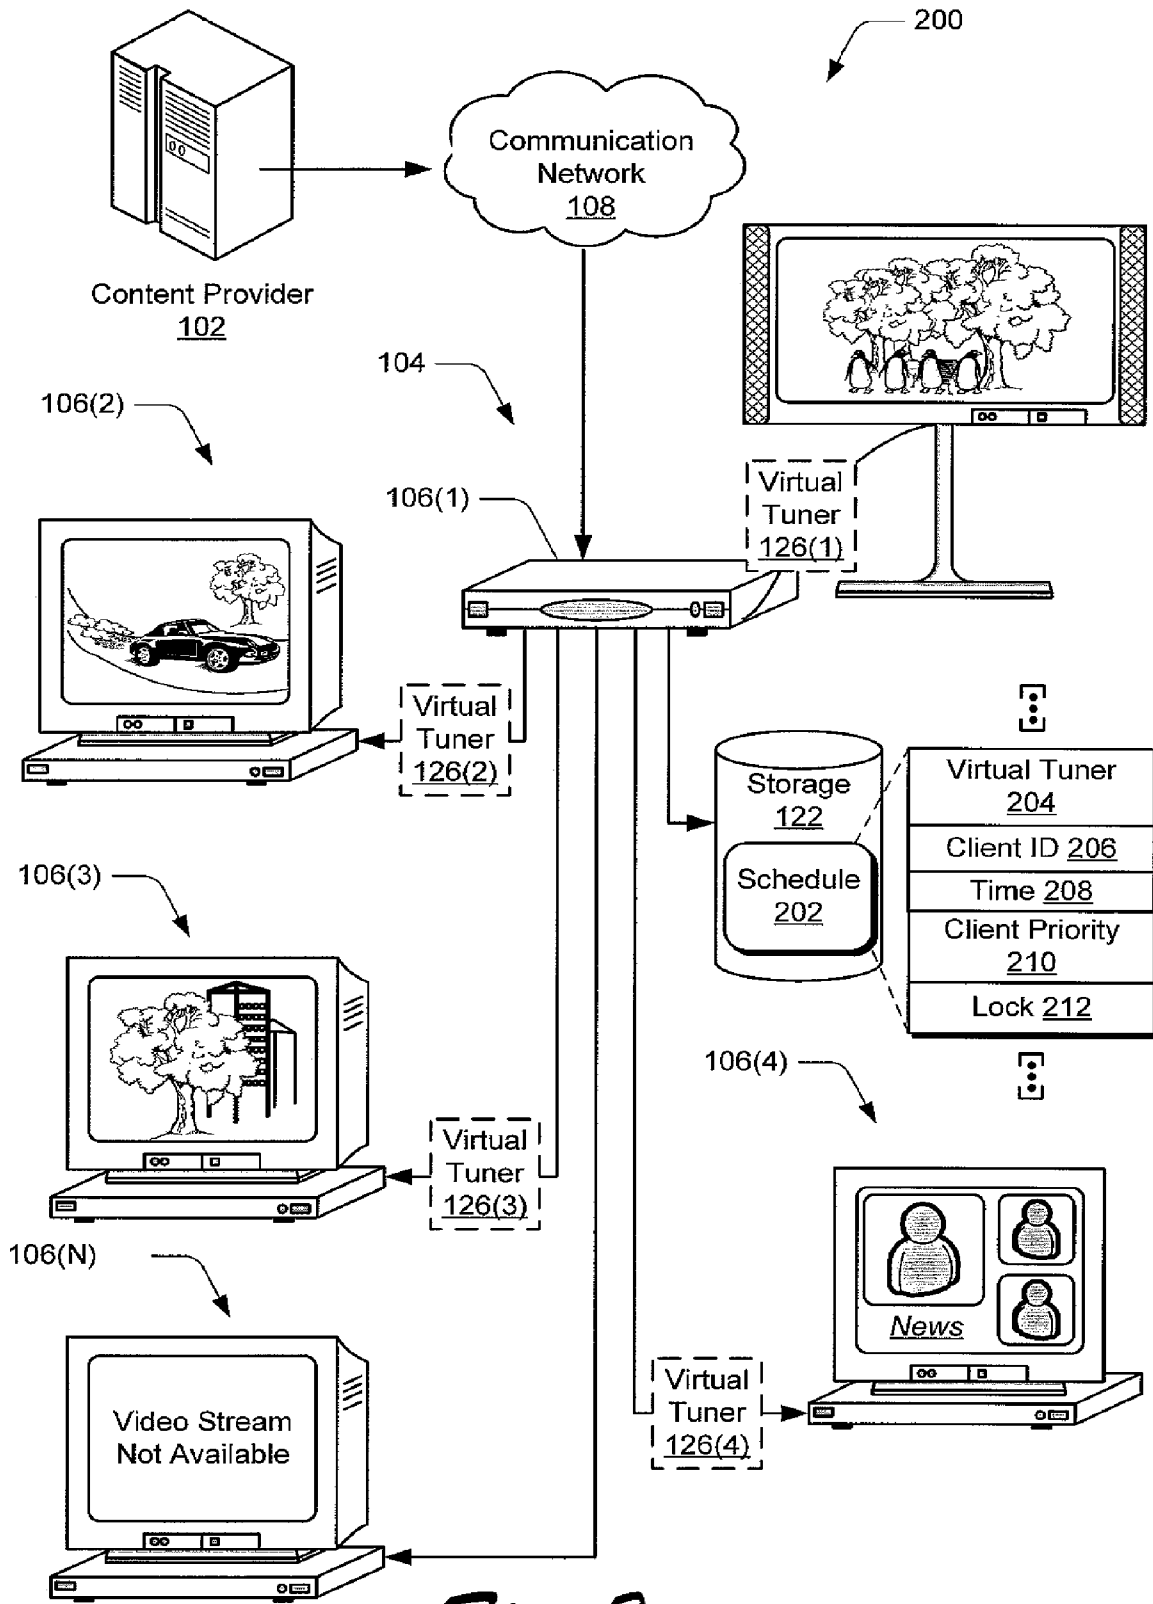 200
Communication
Network
108
Content Provider
102
104
106(2)
106(1)
Virtual
Tuner
126(1)
Virtual
Tuner
126(2)
Storage
122
Schedule
202
Virtual Tuner
204
Client ID 206
Time 208
Client Priority
210
Lock 212
106(3)
106(4)
Virtual
Tuner
126(3)
106(N)
News
Video Stream
Not Available
Virtual
Tuner
126(4)